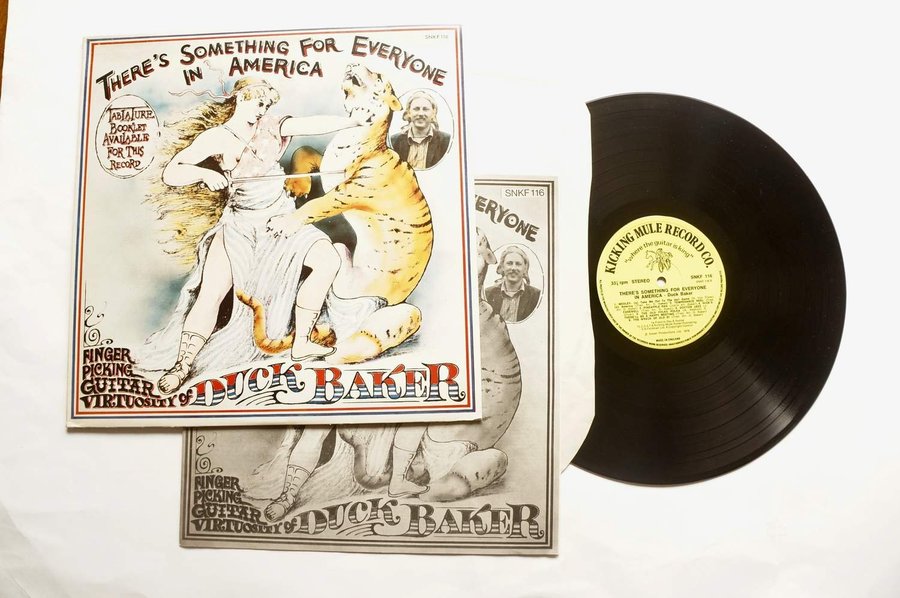 SNKF 116
THERE'S SOMETHING FOR EVERYONE
IN AMERICA
TABLATURE
BOOKLET
AVAILABLE
FOR THIS
RECORD
FINGER
PICKING
GUITAR
VIRTUOSITY of DUCK BAKER
SNKF 116
ERYONE
FINGER
PICKING
GUITAR
VIRTUOSITY of DUCK BAKER
KICKING MULE RECORD CO.
"where the guitar is king"
33⅓ rpm STEREO
SNKF 116
THERE'S SOMETHING FOR EVERYONE
IN AMERICA - Duck Baker
MADE IN ENGLAND